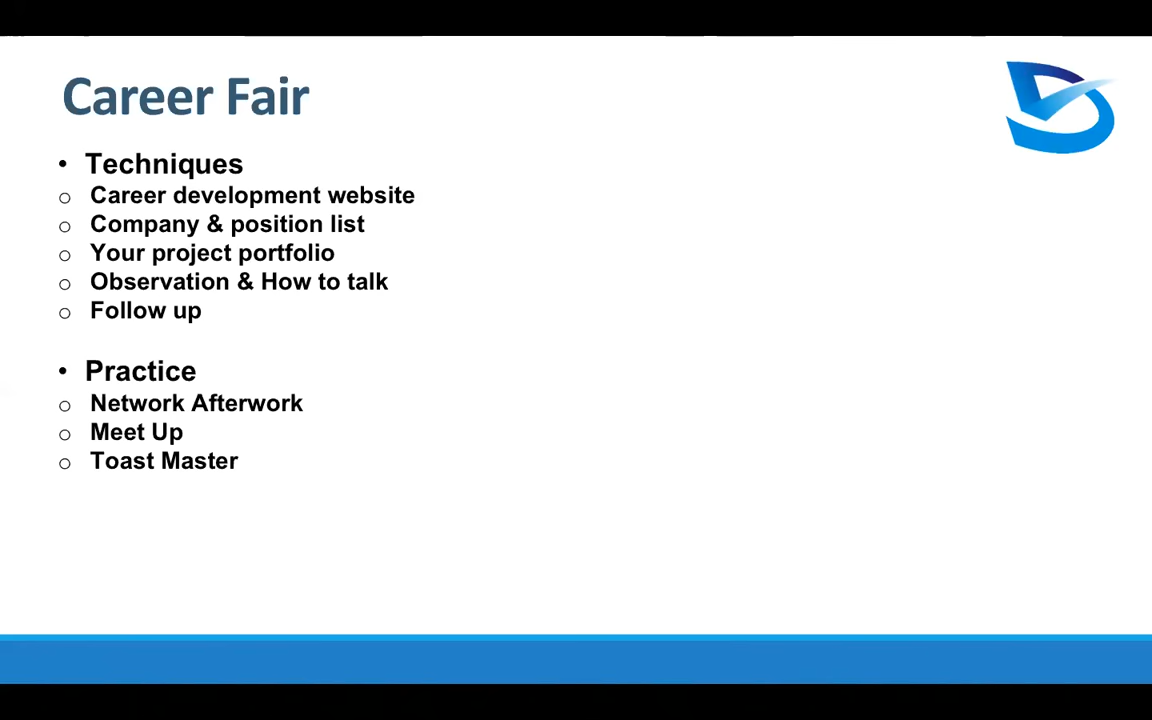 Career Fair
• Techniques
o Career development website
o Company & position list
o Your project portfolio
o Observation & How to talk
o Follow up
• Practice
o Network Afterwork
o Meet Up
o Toast Master